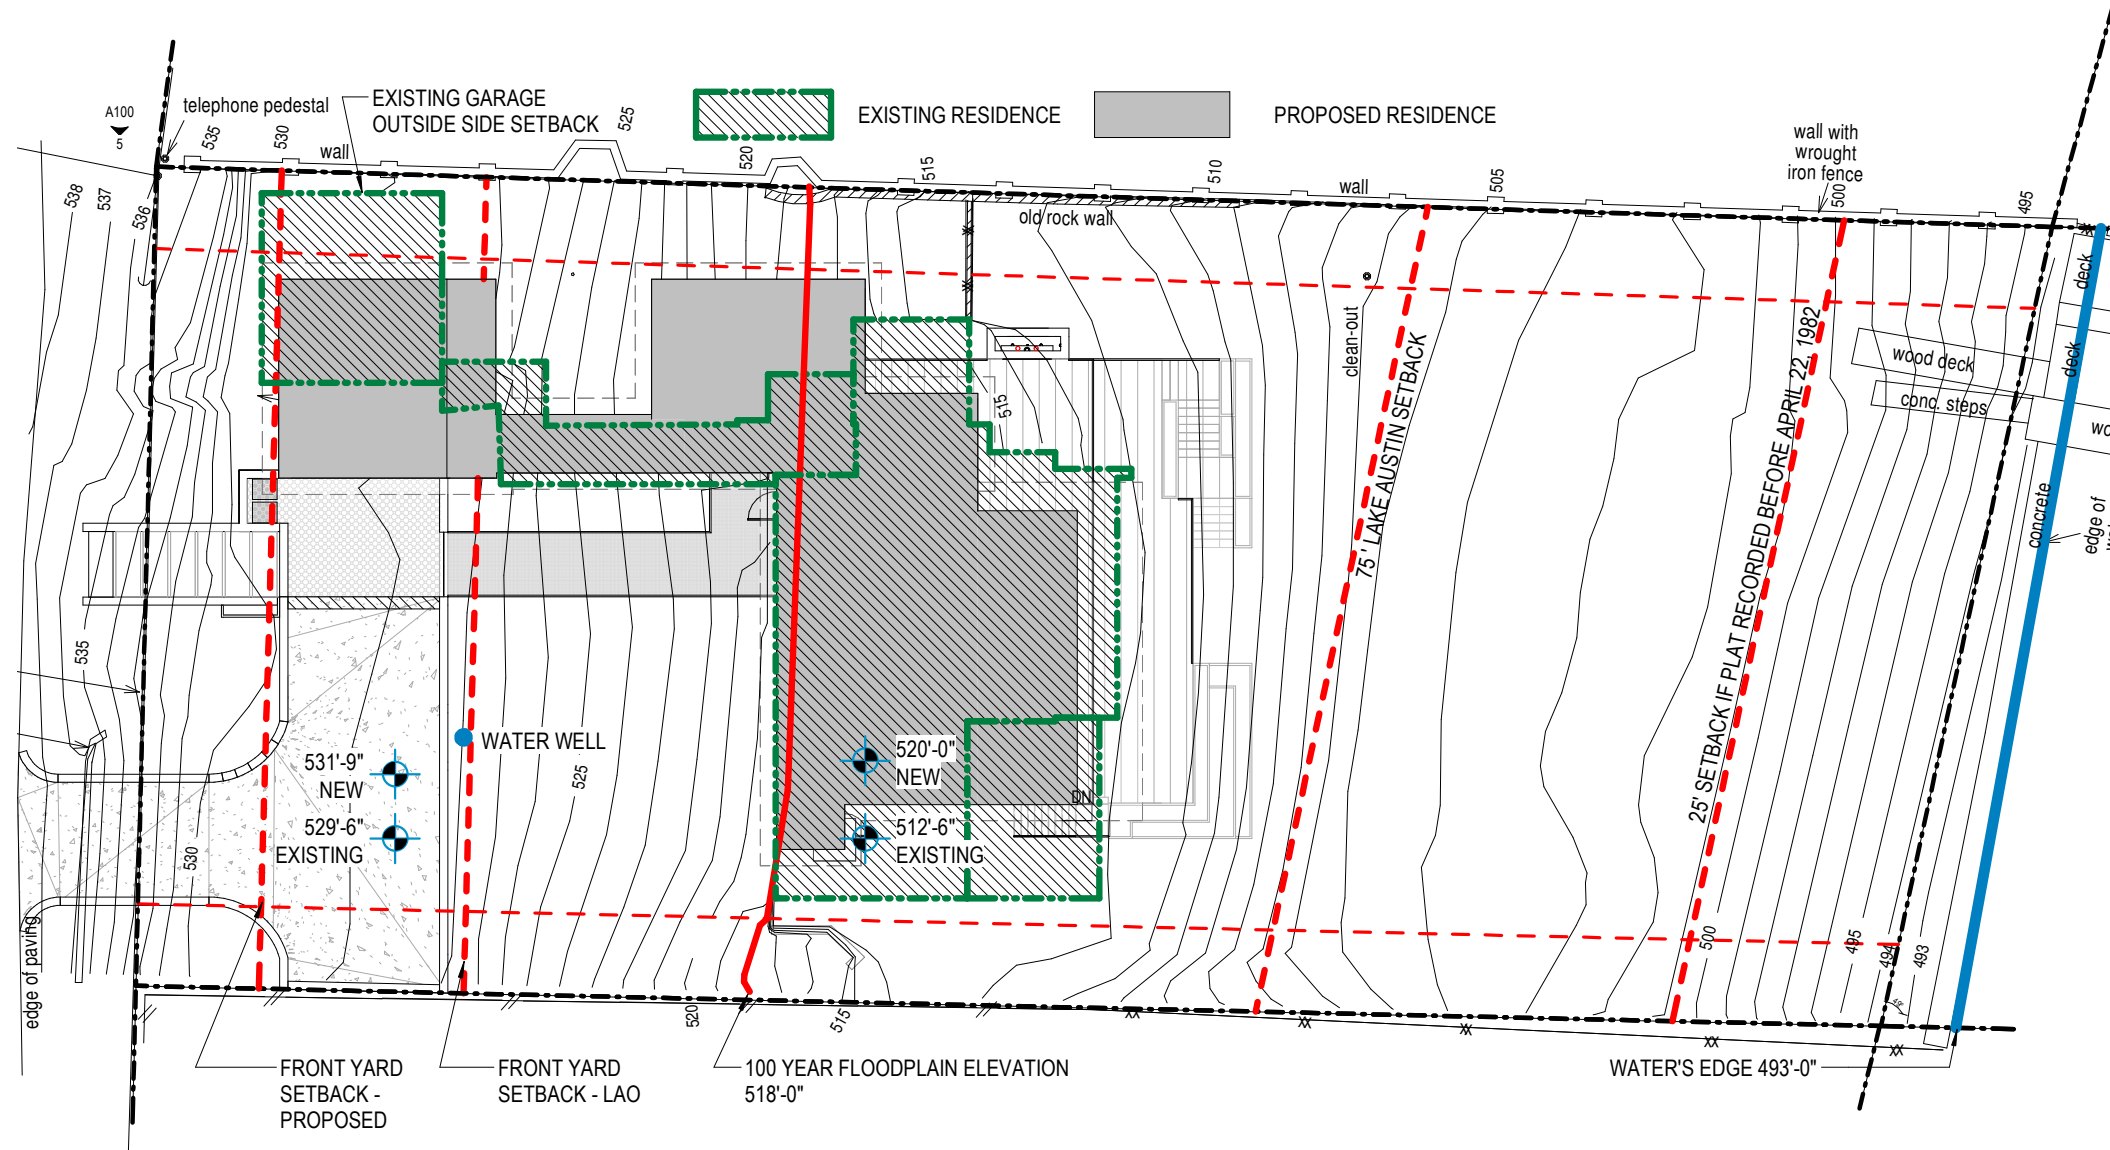 A100
5
telephone pedestal
EXISTING GARAGE
OUTSIDE SIDE SETBACK
EXISTING RESIDENCE
PROPOSED RESIDENCE
wall with
wrought
iron fence
538
537
536
535
530
wall
525
520
515
510
wall
505
500
495
old rock wall
deck
deck
wood deck
conc. steps
clean-out
515
75' LAKE AUSTIN SETBACK
25' SETBACK IF PLAT RECORDED BEFORE APRIL 22, 1982
concrete
edge of
535
WATER WELL
531'-9"
NEW
529'-6"
EXISTING
525
530
520'-0"
NEW
512'-6"
EXISTING
DN
edge of paving
520
515
500
495
494
493
FRONT YARD
SETBACK -
PROPOSED
FRONT YARD
SETBACK - LAO
100 YEAR FLOODPLAIN ELEVATION
518'-0"
WATER'S EDGE 493'-0"